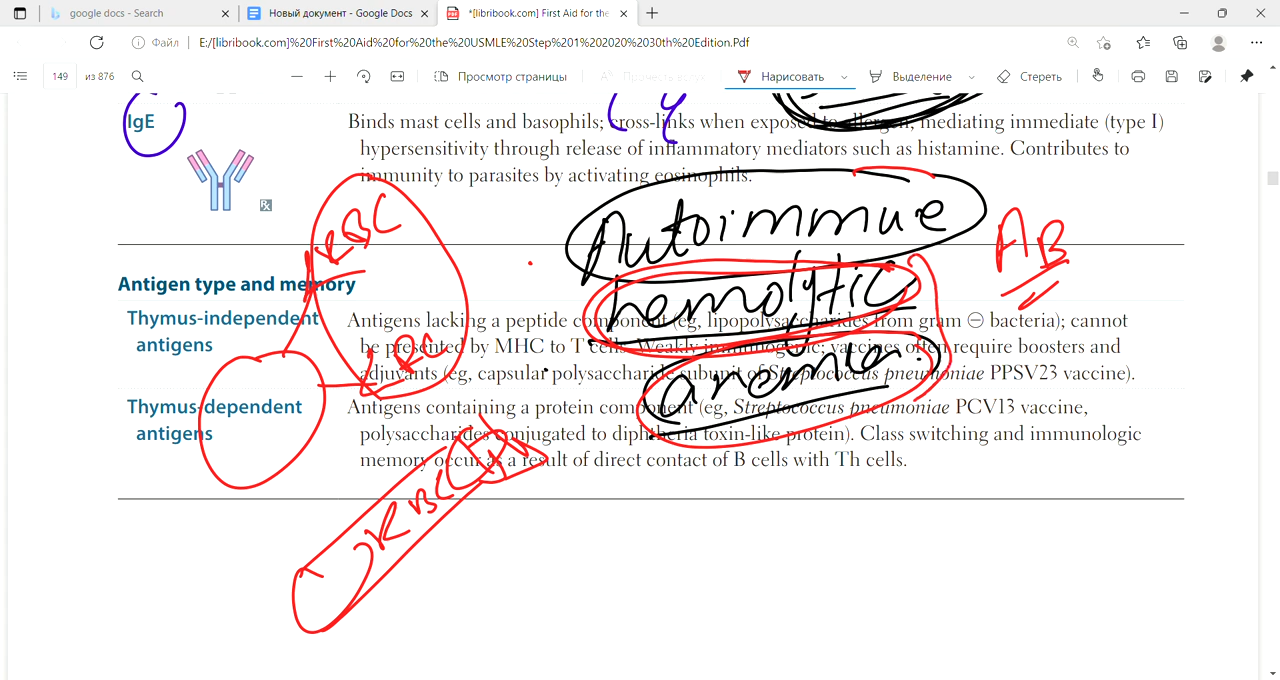 google docs - Search
Новый документ - Google Docs
*[libribook.com] First Aid for the
Файл
E:/[libribook.com]%20First%20Aid%20for%20the%20USMLE%20Step%201%202020%2030th%20Edition.Pdf
149 из 876
Просмотр страницы
Прочесть вслух
Нарисовать
Выделение
Стереть
IgE
Binds mast cells and basophils; cross-links when exposed to allergen, mediating immediate (type I)
hypersensitivity through release of inflammatory mediators such as histamine. Contributes to
immunity to parasites by activating eosinophils.
Rx
Autoimmue
hemolytic
anemia
AB
RBC
Antigen type and memory
Thymus-independent
antigens
Antigens lacking a peptide component (eg, lipopolysaccharides from gram ⊖ bacteria); cannot
be presented by MHC to T cells. Weakly immunogenic; vaccines often require boosters and
adjuvants (eg, capsular polysaccharide subunit of Streptococcus pneumoniae PPSV23 vaccine).
Thymus-dependent
antigens
Antigens containing a protein component (eg, Streptococcus pneumoniae PCV13 vaccine,
polysaccharides conjugated to diphtheria toxin-like protein). Class switching and immunologic
memory occur as a result of direct contact of B cells with Th cells.
RBC